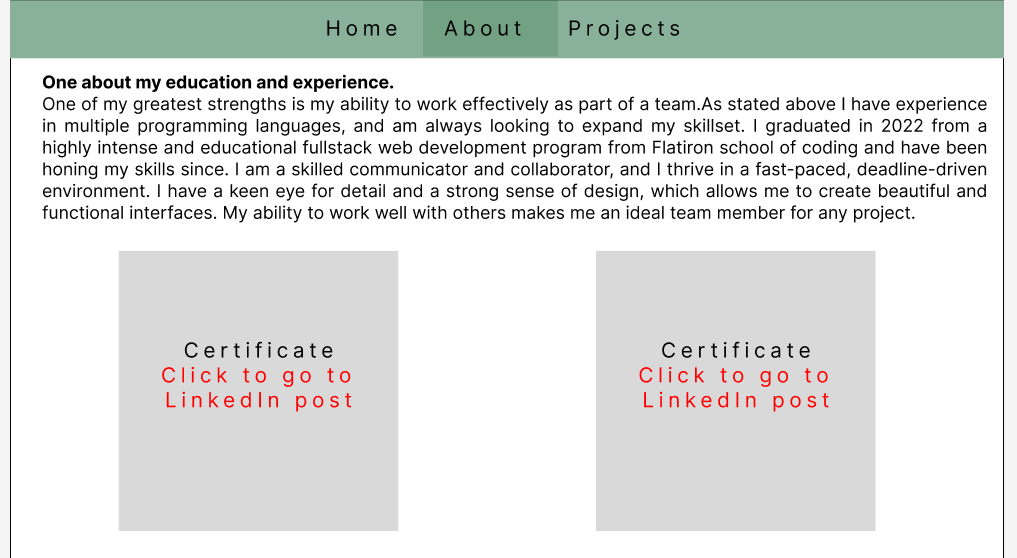 Home About Projects
One about my education and experience.
One of my greatest strengths is my ability to work effectively as part of a team.As stated above I have experience
in multiple programming languages, and am always looking to expand my skillset. I graduated in 2022 from a
highly intense and educational fullstack web development program from Flatiron school of coding and have been
honing my skills since. I am a skilled communicator and collaborator, and I thrive in a fast-paced, deadline-driven
environment. I have a keen eye for detail and a strong sense of design, which allows me to create beautiful and
functional interfaces. My ability to work well with others makes me an ideal team member for any project.
Certificate
Click to go to
LinkedIn post
Certificate
Click to go to
LinkedIn post